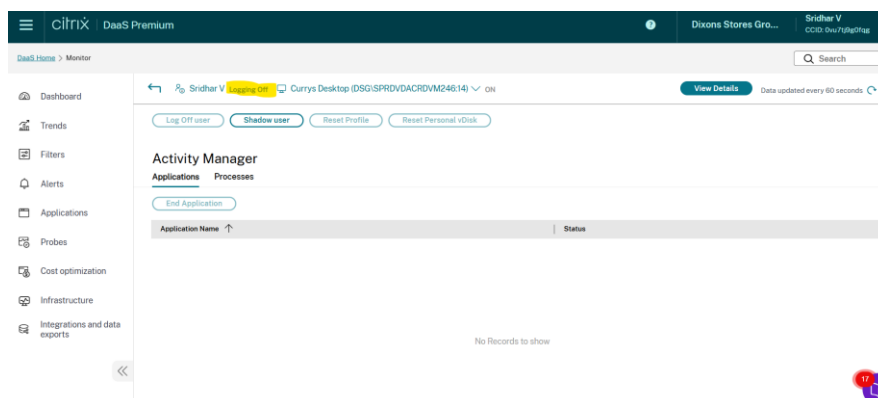 citrix DaaS Premium
Dixons Stores Gro...
Sridhar V
CCID: 0vu7tj9g0fqg
DaaS Home > Monitor
Search
Sridhar V Logging Off Currys Desktop (DSG\SPRDVDACRDVM246:14) ON
View Details
Data updated every 60 seconds
Dashboard
Trends
Filters
Alerts
Applications
Probes
Cost optimization
Infrastructure
Integrations and data
exports
Log Off user
Shadow user
Reset Profile
Reset Personal vDisk
Activity Manager
Applications Processes
End Application
Application Name
Status
No Records to show
17